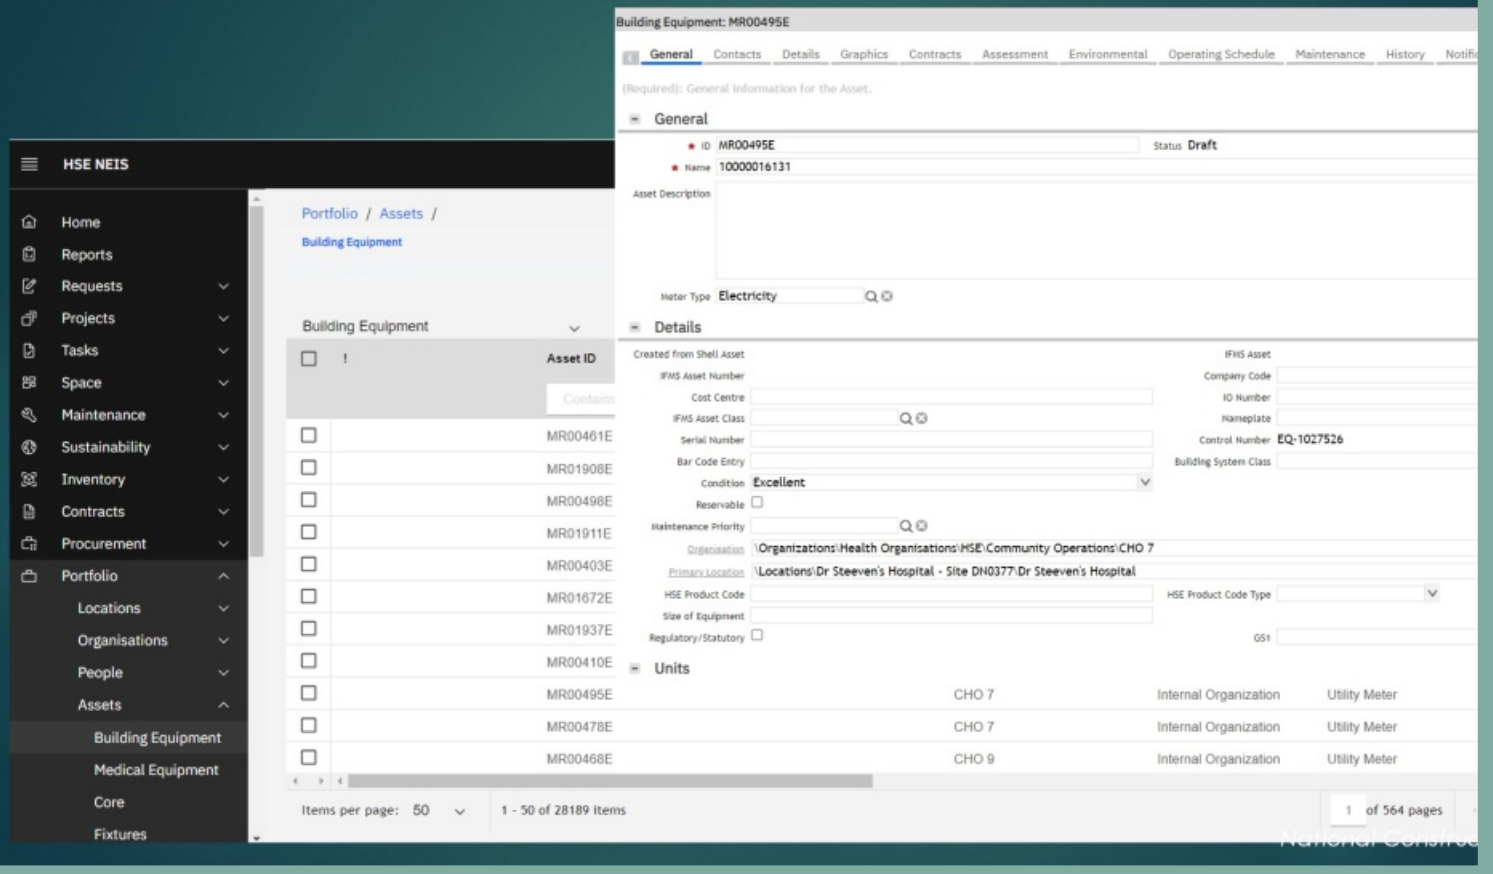 HSE NEIS
Home
Reports
Requests
Projects
Tasks
Space
Maintenance
Sustainability
Inventory
Contracts
Procurement
Portfolio
Locations
Organisations
People
Assets
Building Equipment
Medical Equipment
Core
Fixtures
Portfolio / Assets /
Building Equipment
Building Equipment
! Asset ID
Contains
MR00461E
MR01908E
MR00498E
MR01911E
MR00403E
MR01672E
MR01937E
MR00410E
MR00495E CHO 7 Internal Organization Utility Meter
MR00478E CHO 7 Internal Organization Utility Meter
MR00468E CHO 9 Internal Organization Utility Meter
Items per page: 50 1 - 50 of 28189 items 1 of 564 pages
Building Equipment: MR00495E
General Contacts Details Graphics Contracts Assessment Environmental Operating Schedule Maintenance History Notific
(Required): General Information for the Asset.
General
* ID MR00495E Status Draft
* Name 10000016131
Asset Description
Meter Type Electricity
Details
Created from Shell Asset IFMS Asset
IFMS Asset Number Company Code
Cost Centre IO Number
IFMS Asset Class Nameplate
Serial Number Control Number EQ-1027526
Bar Code Entry Building System Class
Condition Excellent
Reservable
Maintenance Priority
Organisation \Organizations\Health Organisations\HSE\Community Operations\CHO 7
Primary Location \Locations\Dr Steeven's Hospital - Site DN0377\Dr Steeven's Hospital
HSE Product Code HSE Product Code Type
Size of Equipment
Regulatory/Statutory GS1
Units
National Construc